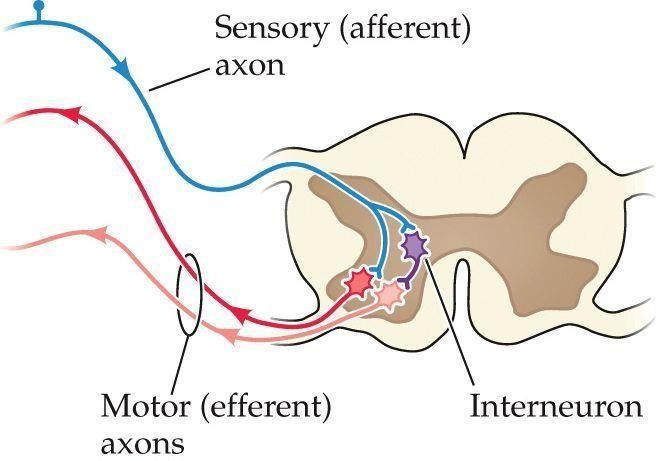 Sensory (afferent)
axon
Motor (efferent)
axons
Interneuron